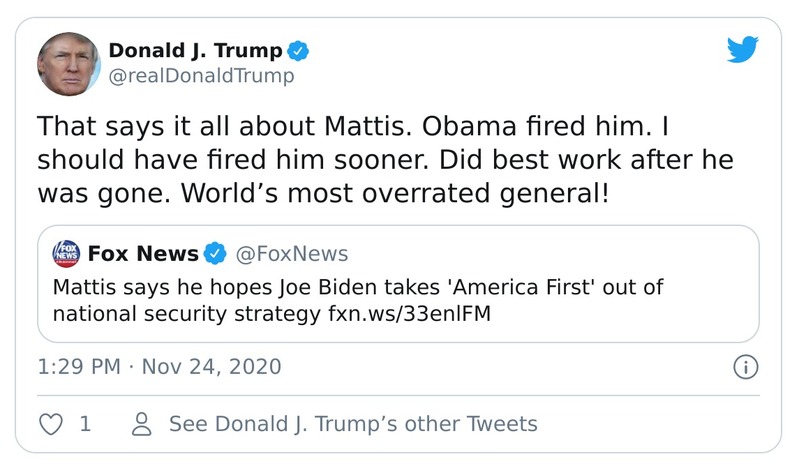 Donald J. Trump
@realDonaldTrump
That says it all about Mattis. Obama fired him. I
should have fired him sooner. Did best work after he
was gone. World’s most overrated general!
FOX
NEWS
Fox News @FoxNews
Mattis says he hopes Joe Biden takes 'America First' out of
national security strategy fxn.ws/33enlFM
1:29 PM · Nov 24, 2020
1 See Donald J. Trump’s other Tweets